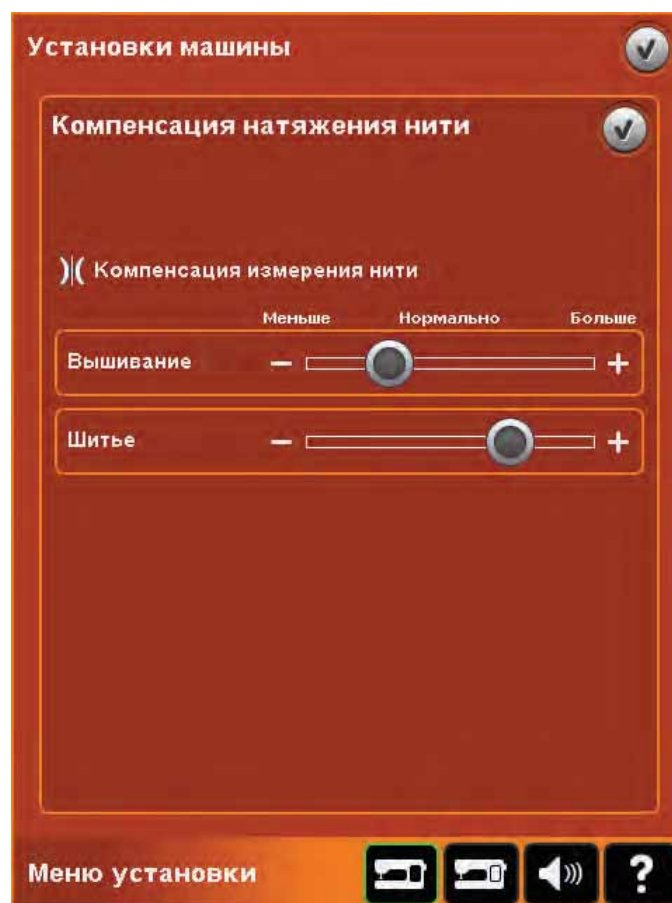 Установки машины
Компенсация натяжения нити
Компенсация измерения нити
Меньше Нормально Больше
Вышивание − +
Шитье − +
Меню установки ?